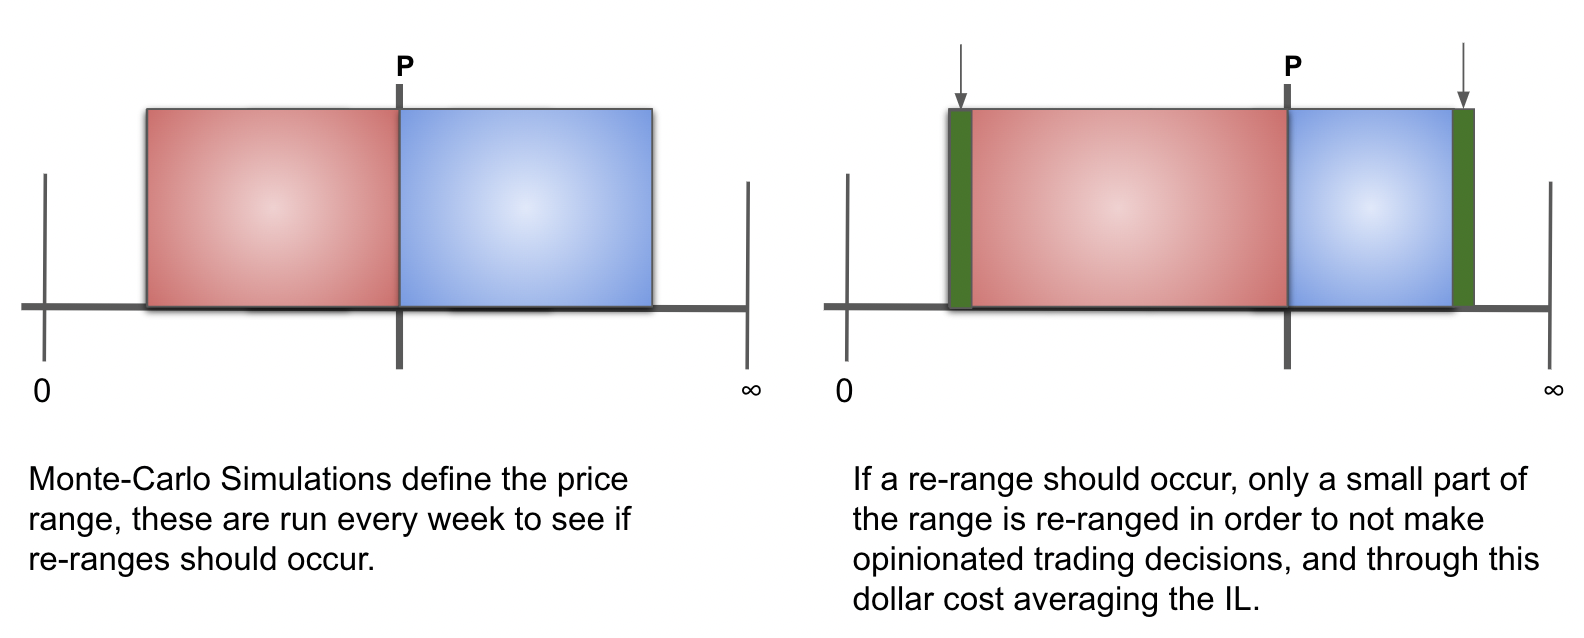 P
0
∞
Monte-Carlo Simulations define the price
range, these are run every week to see if
re-ranges should occur.
P
0
∞
If a re-range should occur, only a small part of
the range is re-ranged in order to not make
opinionated trading decisions, and through this
dollar cost averaging the IL.